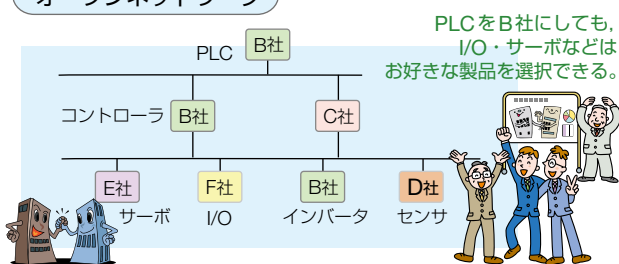 オープンネットワーク
PLCをB社にしても,
I/O・サーボなどは
お好きな製品を選択できる。
PLC B社
コントローラ B社 C社
E社 F社 B社 D社
サーボ I/O インバータ センサ